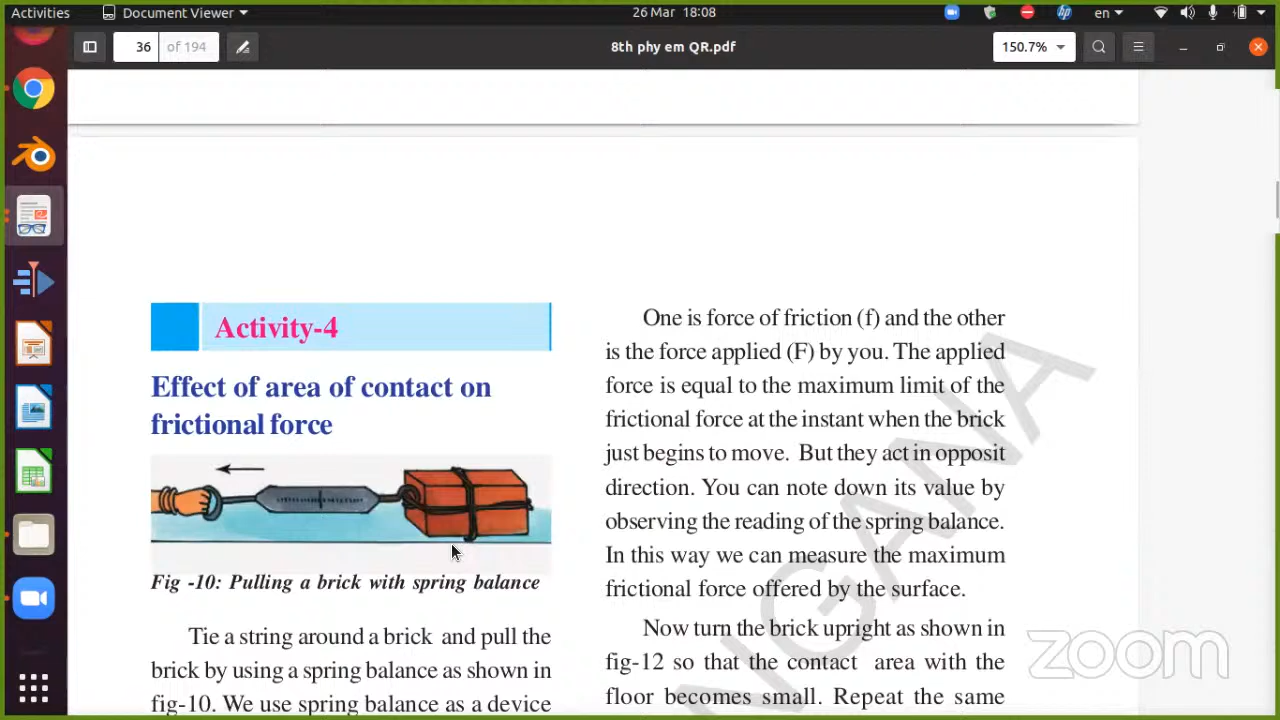 Activities
Document Viewer
26 Mar 18:08
en
36 of 194
8th phy em QR.pdf
150.7%
Activity-4
Effect of area of contact on
frictional force
Fig -10: Pulling a brick with spring balance
Tie a string around a brick and pull the
brick by using a spring balance as shown in
fig-10. We use spring balance as a device
One is force of friction (f) and the other
is the force applied (F) by you. The applied
force is equal to the maximum limit of the
frictional force at the instant when the brick
just begins to move. But they act in opposit
direction. You can note down its value by
observing the reading of the spring balance.
In this way we can measure the maximum
frictional force offered by the surface.
Now turn the brick upright as shown in
fig-12 so that the contact area with the
floor becomes small. Repeat the same
NGANA
zoom